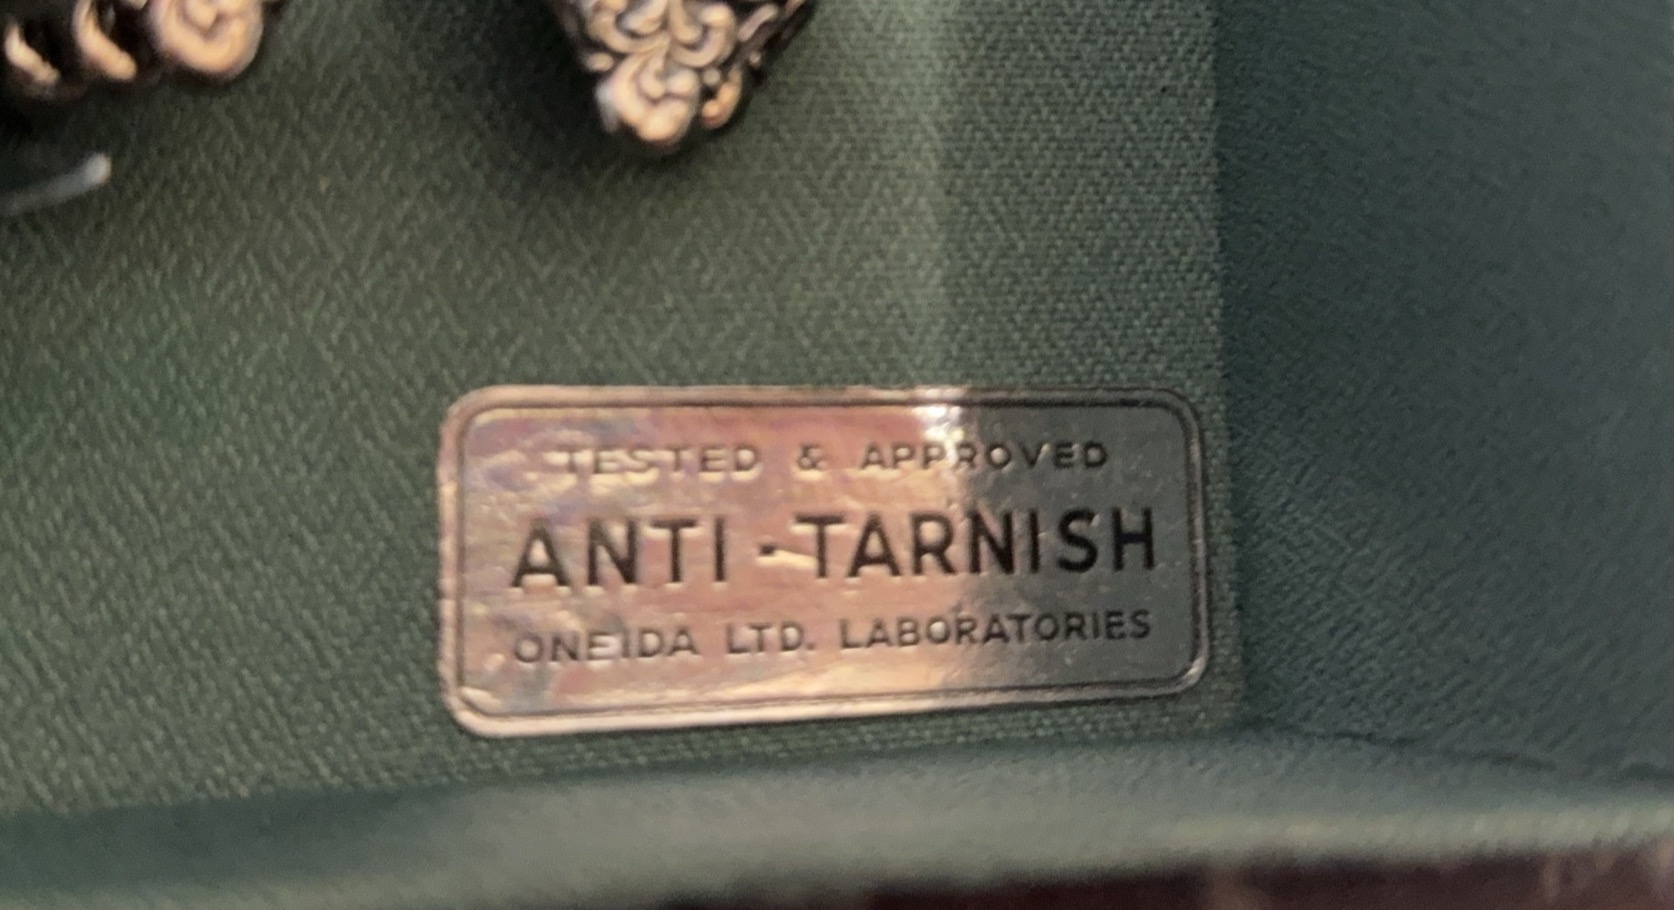 TESTED & APPROVED
ANTI-TARNISH
ONEIDA LTD. LABORATORIES